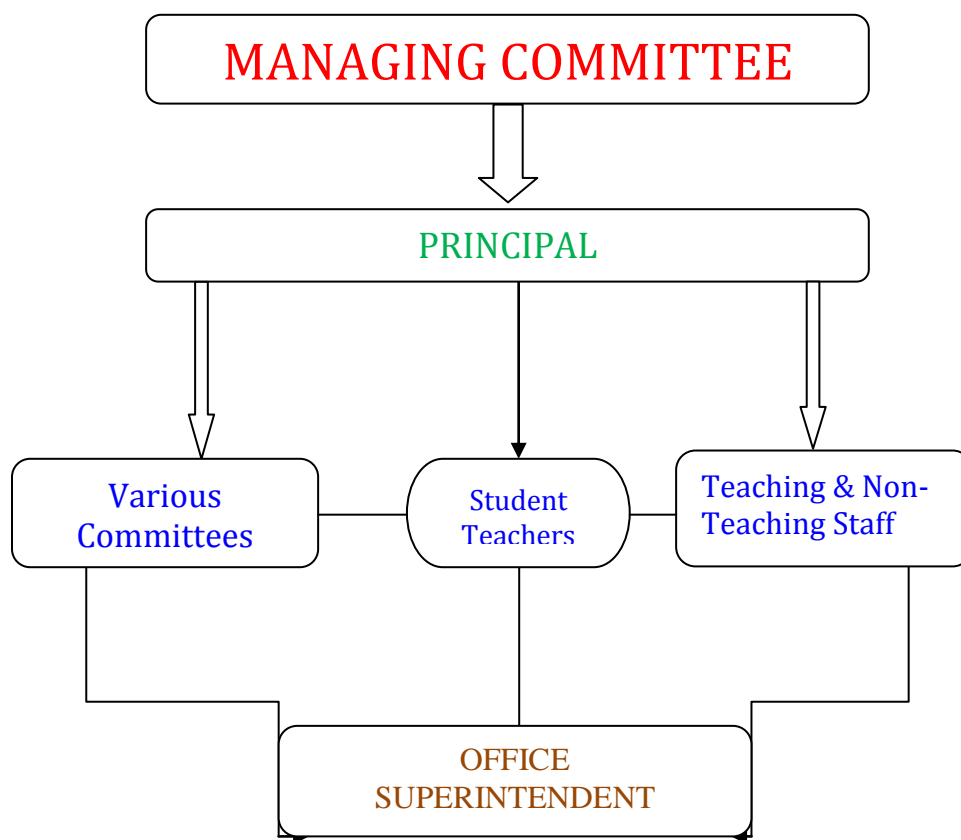 MANAGING COMMITTEE
PRINCIPAL
Various
Committees
Student
Teachers
Teaching & Non-
Teaching Staff
OFFICE
SUPERINTENDENT